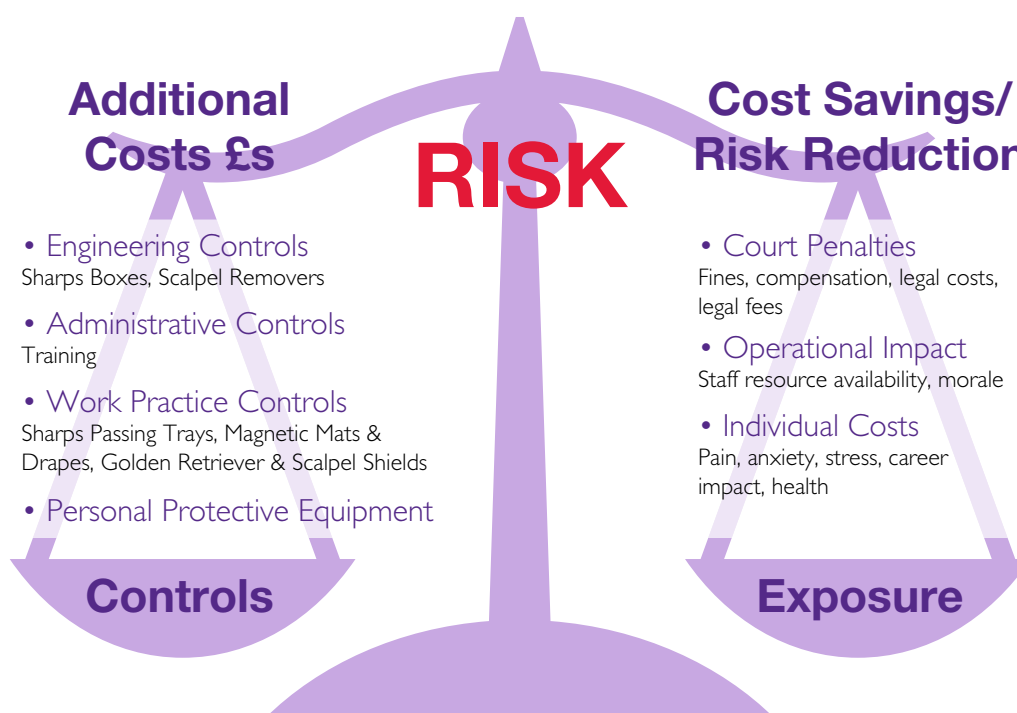 Additional
Costs £s
• Engineering Controls
Sharps Boxes, Scalpel Removers
• Administrative Controls
Training
• Work Practice Controls
Sharps Passing Trays, Magnetic Mats &
Drapes, Golden Retriever & Scalpel Shields
• Personal Protective Equipment
Controls
RISK
Cost Savings/
Risk Reduction
• Court Penalties
Fines, compensation, legal costs,
legal fees
• Operational Impact
Staff resource availability, morale
• Individual Costs
Pain, anxiety, stress, career
impact, health
Exposure